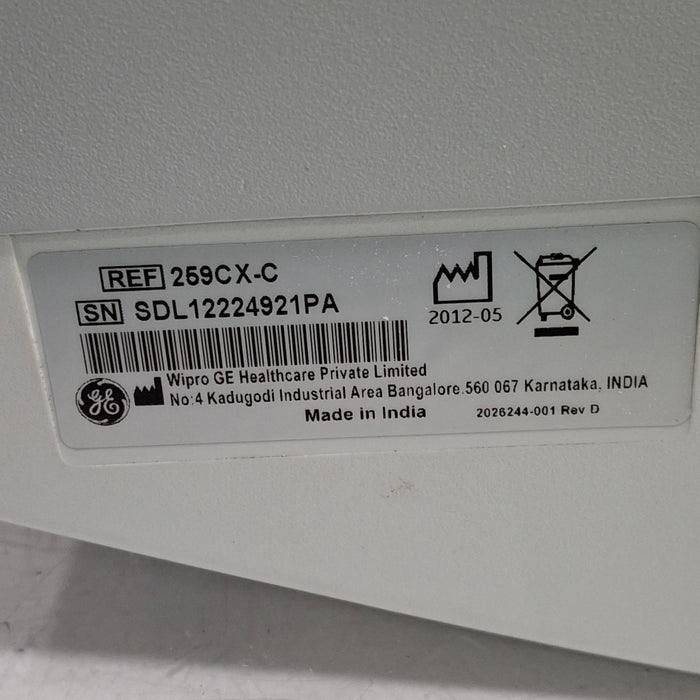 REF 259CX-C
SN SDL12224921PA
2012-05
GE
Wipro GE Healthcare Private Limited
No:4 Kadugodi Industrial Area Bangalore.560 067 Karnataka, INDIA
Made in India
2026244-001 Rev D